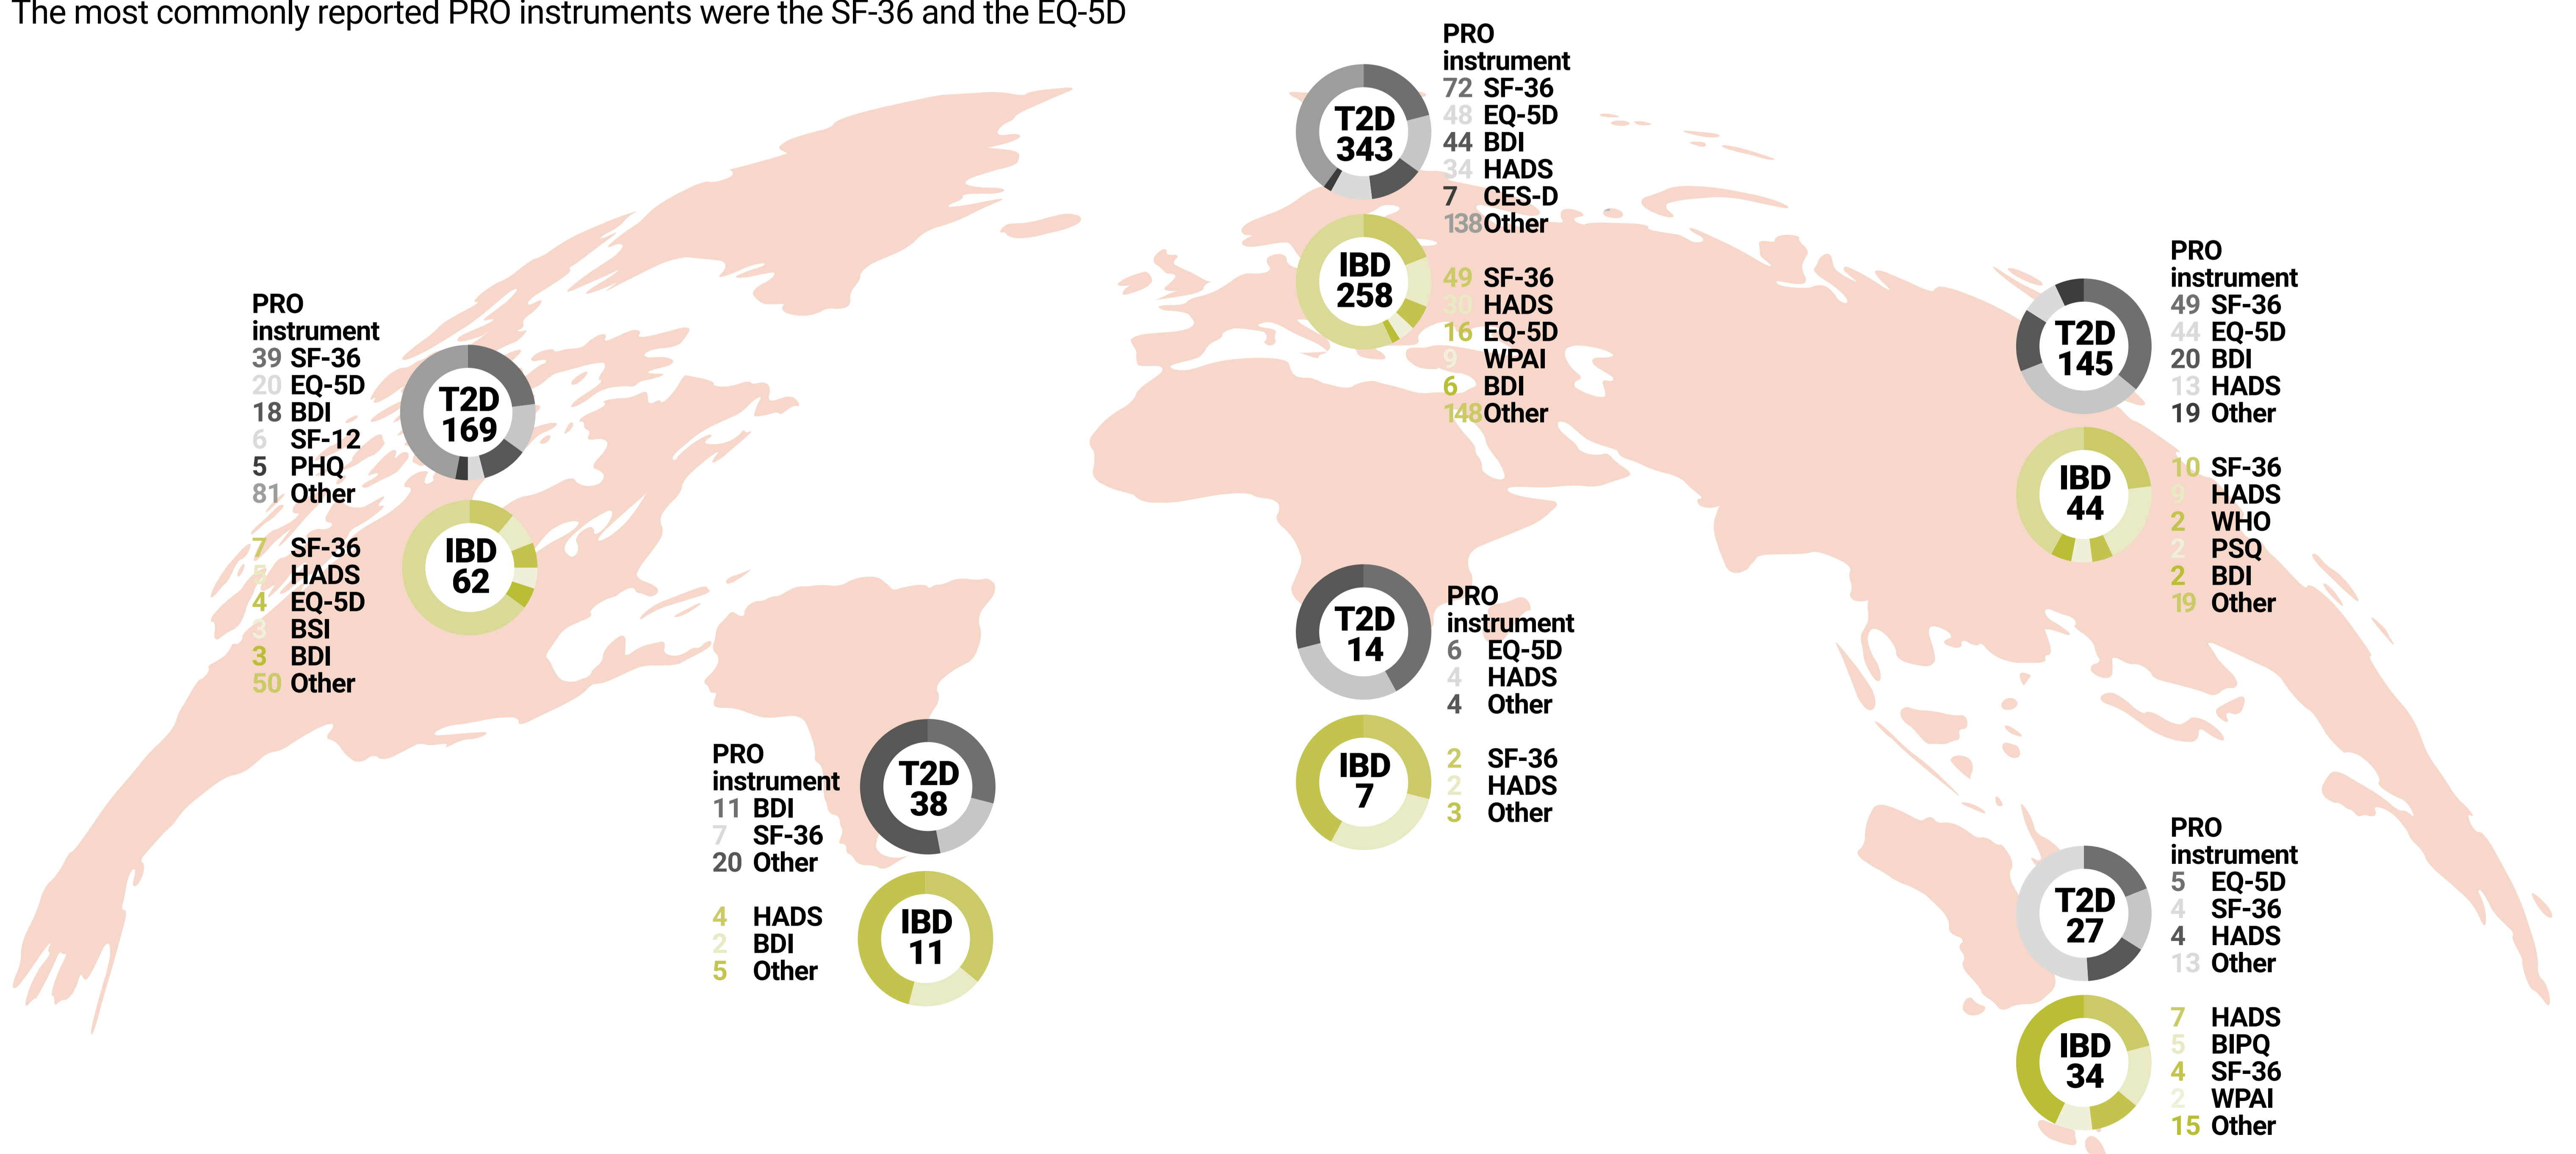 The most commonly reported PRO instruments were the SF-36 and the EQ-5D
PRO
instrument
39 SF-36
20 EQ-5D
18 BDI
6 SF-12
5 PHQ
81 Other
T2D
169
7 SF-36
HADS
4 EQ-5D
3 BSI
3 BDI
50 Other
IBD
62
PRO
instrument
11 BDI
7 SF-36
20 Other
T2D
38
4 HADS
2 BDI
5 Other
IBD
11
T2D
343
PRO
instrument
72 SF-36
48 EQ-5D
44 BDI
34 HADS
7 CES-D
138 Other
IBD
258
49 SF-36
30 HADS
16 EQ-5D
9 WPAI
6 BDI
148 Other
T2D
14
PRO
instrument
6 EQ-5D
4 HADS
4 Other
IBD
7
2 SF-36
2 HADS
3 Other
T2D
145
PRO
instrument
49 SF-36
44 EQ-5D
20 BDI
13 HADS
19 Other
IBD
44
10 SF-36
9 HADS
2 WHO
2 PSQ
2 BDI
19 Other
T2D
27
PRO
instrument
5 EQ-5D
4 SF-36
4 HADS
13 Other
IBD
34
7 HADS
5 BIPQ
4 SF-36
2 WPAI
15 Other